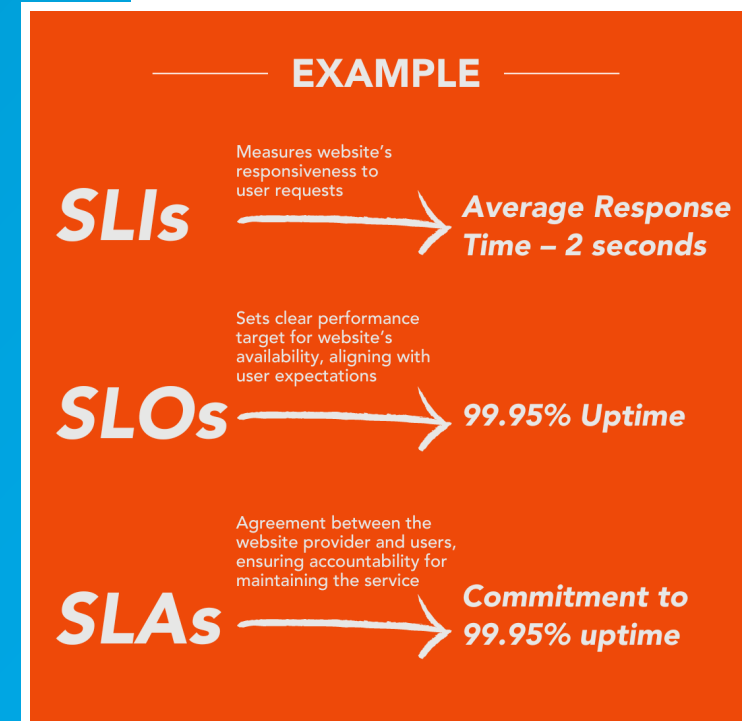 EXAMPLE
Measures website's
responsiveness to
user requests
SLIs
Average Response
Time – 2 seconds
Sets clear performance
target for website's
availability, aligning with
user expectations
SLOs
99.95% Uptime
Agreement between the
website provider and users,
ensuring accountability for
maintaining the service
SLAs
Commitment to
99.95% uptime